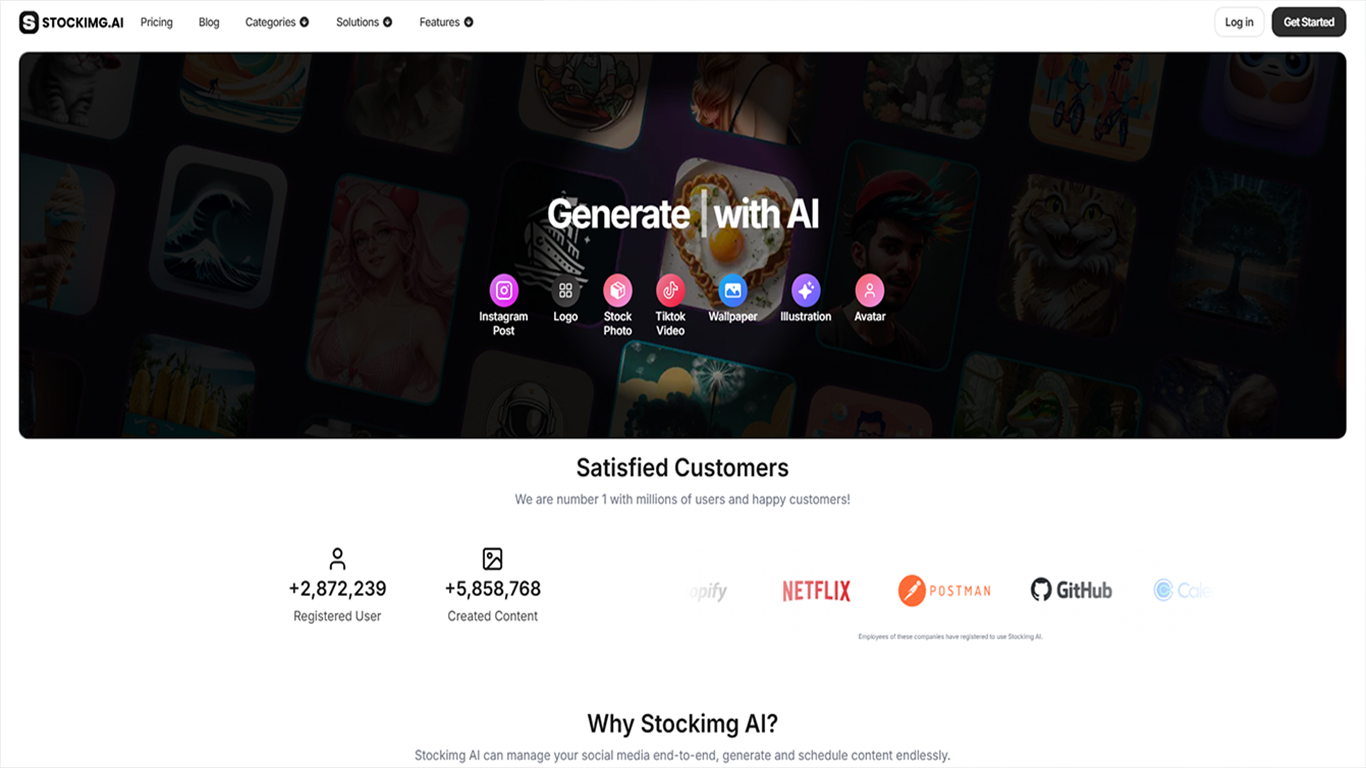 STOCKIMG.AI
Pricing
Blog
Categories
Solutions
Features
Log in
Get Started
Generate | with AI
Instagram
Post
Logo
Stock
Photo
Tiktok
Video
Wallpaper
Illustration
Avatar
Satisfied Customers
We are number 1 with millions of users and happy customers!
+2,872,239
Registered User
+5,858,768
Created Content
opify
NETFLIX
POSTMAN
GitHub
Cale
Employees of these companies have registered to use Stockimg AI.
Why Stockimg AI?
Stockimg AI can manage your social media end-to-end, generate and schedule content endlessly.